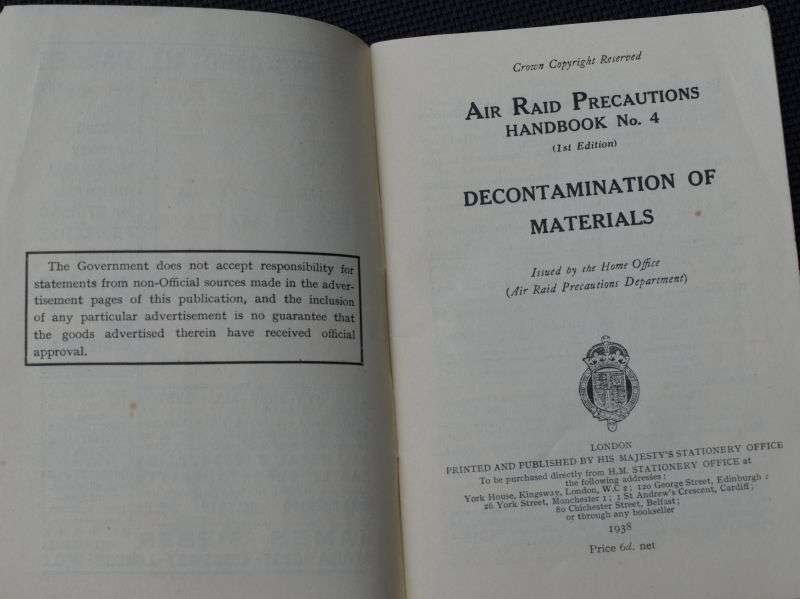 The Government does not accept responsibility for
statements from non-Official sources made in the adver-
tisement pages of this publication, and the inclusion
of any particular advertisement is no guarantee that
the goods advertised therein have received official
approval.
Crown Copyright Reserved
AIR RAID PRECAUTIONS
HANDBOOK No. 4
(1st Edition)
DECONTAMINATION OF
MATERIALS
Issued by the Home Office
(Air Raid Precautions Department)
LONDON
PRINTED AND PUBLISHED BY HIS MAJESTY'S STATIONERY OFFICE
To be purchased directly from H.M. STATIONERY OFFICE at
the following addresses:
York House, Kingsway, London, W.C 2; 120 George Street, Edinburgh:
26 York Street, Manchester 1; 1 St Andrew's Crescent, Cardiff;
80 Chichester Street, Belfast;
or through any bookseller
1938
Price 6d. net